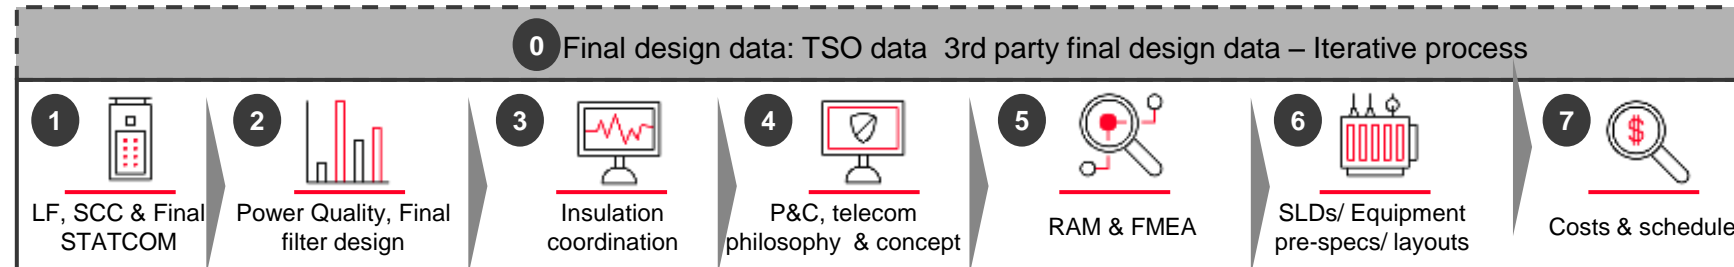 0 Final design data: TSO data 3rd party final design data – Iterative process
1
LF, SCC & Final
STATCOM
2
Power Quality, Final
filter design
3
Insulation
coordination
4
P&C, telecom
philosophy & concept
5
RAM & FMEA
6
SLDs/ Equipment
pre-specs/ layouts
7
$
Costs & schedule